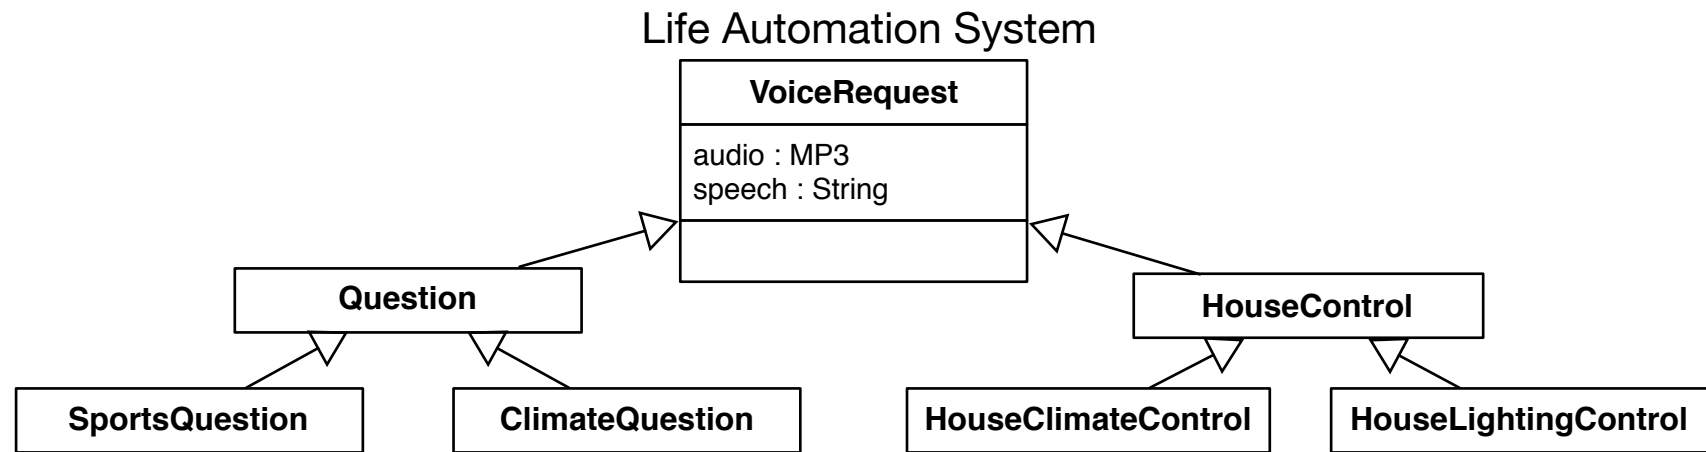 Life Automation System
VoiceRequest
audio : MP3
speech : String
Question
HouseControl
SportsQuestion
ClimateQuestion
HouseClimateControl
HouseLightingControl